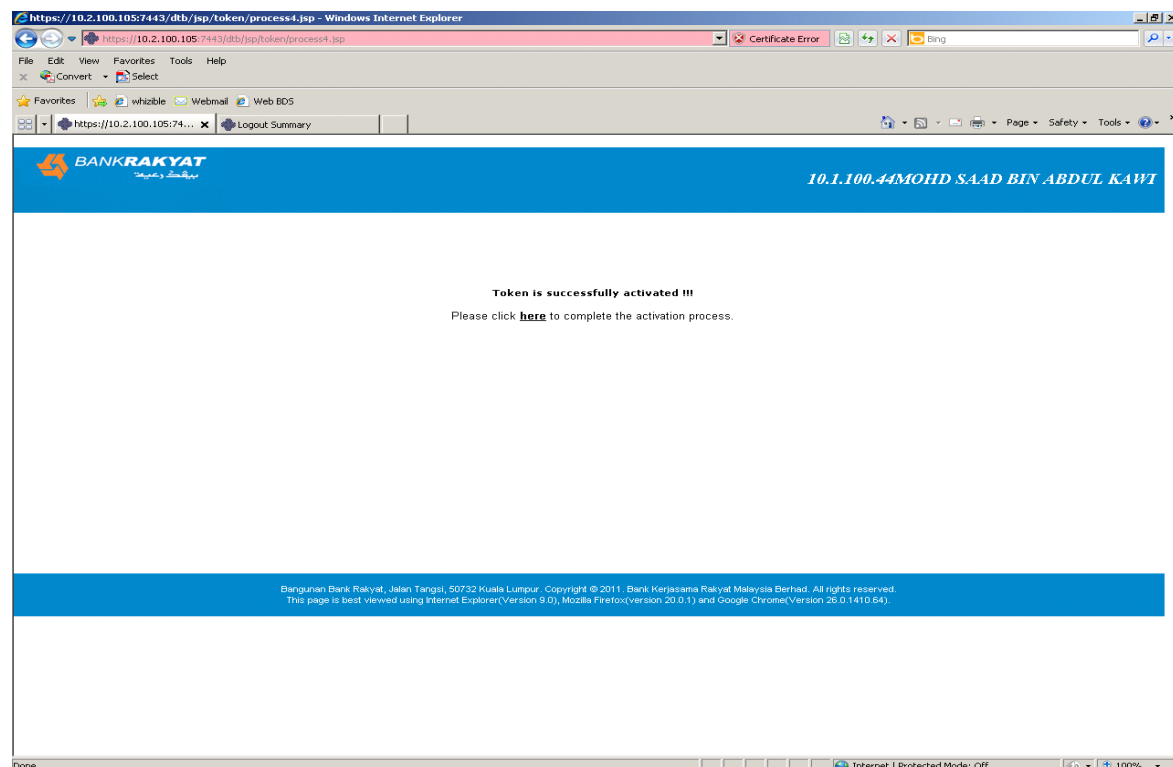 https://10.2.100.105:7443/dtb/jsp/token/process4.jsp - Windows Internet Explorer
https://10.2.100.105:7443/dtb/jsp/token/process4.jsp
Certificate Error
Bing
File Edit View Favorites Tools Help
x Convert Select
Favorites whizible Webmail Web BDS
https://10.2.100.105:74... Logout Summary
Page Safety Tools
BANKRAKYAT
بيڠك رعيت
10.1.100.44MOHD SAAD BIN ABDUL KAWI
Token is successfully activated !!!
Please click here to complete the activation process.
Bangunan Bank Rakyat, Jalan Tangsi, 50732 Kuala Lumpur. Copyright © 2011. Bank Kerjasama Rakyat Malaysia Berhad. All rights reserved.
This page is best viewed using Internet Explorer(Version 9.0), Mozilla Firefox(version 20.0.1) and Google Chrome(Version 26.0.1410.64).
Done
Internet | Protected Mode: Off
100%